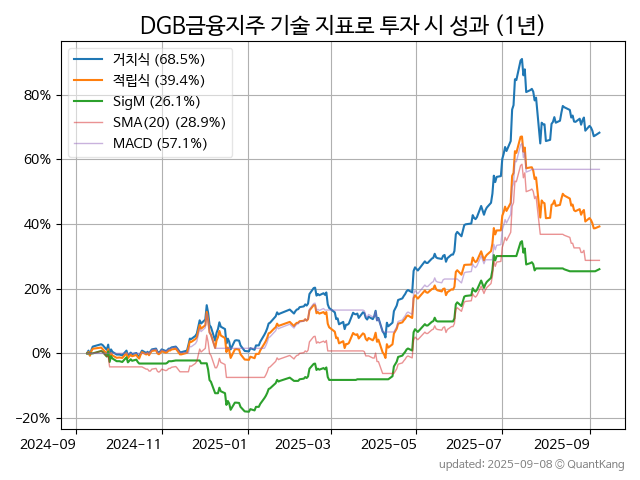 DGB금융지주 기술 지표로 투자 시 성과 (1년)
거치식 (68.5%)
적립식 (39.4%)
SigM (26.1%)
SMA(20) (28.9%)
MACD (57.1%)
80%
60%
40%
20%
0%
−20%
2024-09 2024-11 2025-01 2025-03 2025-05 2025-07 2025-09
updated: 2025-09-08 © QuantKang